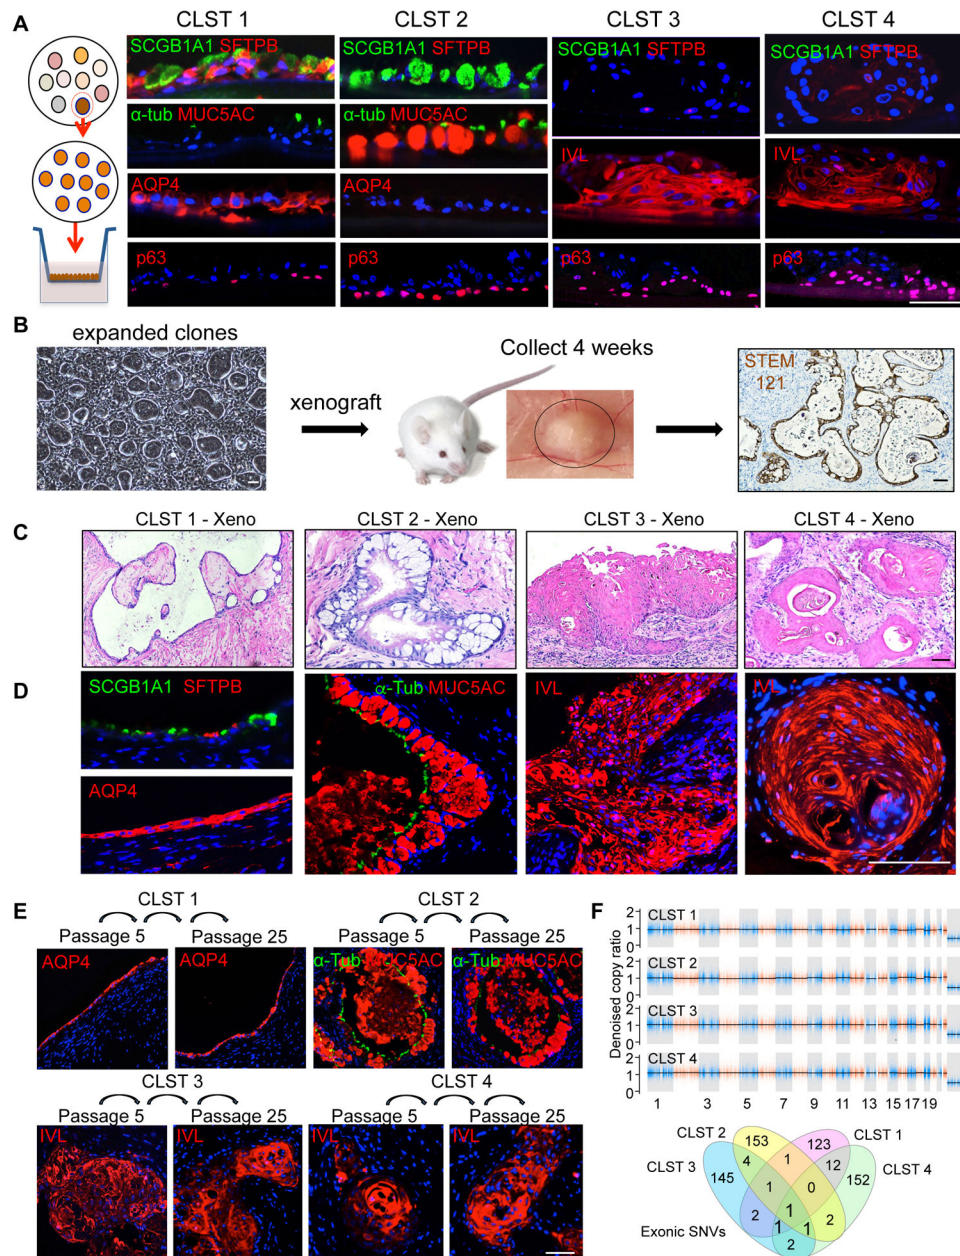 A
CLST 1
CLST 2
CLST 3
CLST 4
SCGB1A1 SFTPB
SCGB1A1 SFTPB
SCGB1A1 SFTPB
SCGB1A1 SFTPB
α-tub MUC5AC
α-tub MUC5AC
IVL
IVL
AQP4
AQP4
p63
p63
p63
p63
B
expanded clones
xenograft
Collect 4 weeks
STEM
121
C
CLST 1 - Xeno
CLST 2 - Xeno
CLST 3 - Xeno
CLST 4 - Xeno
D
SCGB1A1 SFTPB
α-Tub MUC5AC
IVL
IVL
AQP4
E
CLST 1
CLST 2
Passage 5
Passage 25
Passage 5
Passage 25
AQP4
AQP4
α-Tub MUC5AC
α-Tub MUC5AC
CLST 3
CLST 4
Passage 5
Passage 25
Passage 5
Passage 25
IVL
IVL
IVL
IVL
F
Denoised copy ratio
2
1
0
CLST 1
2
1
0
CLST 2
2
1
0
CLST 3
2
1
0
CLST 4
1 3 5 7 9 11 13 15 17 19
CLST 2
153
123
CLST 1
CLST 3
4
1
12
CLST 4
145
1
0
152
2
1
2
1
1
Exonic SNVs
2